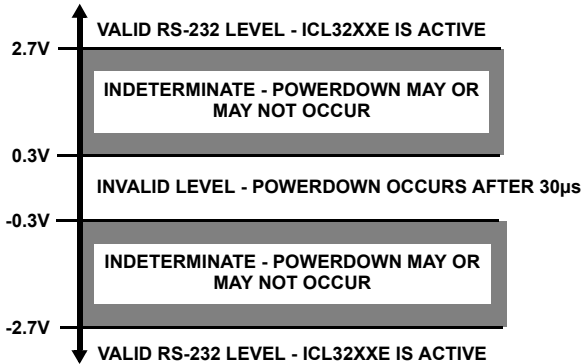 VALID RS-232 LEVEL - ICL32XXE IS ACTIVE
2.7V
INDETERMINATE - POWERDOWN MAY OR
MAY NOT OCCUR
0.3V
INVALID LEVEL - POWERDOWN OCCURS AFTER 30µs
-0.3V
INDETERMINATE - POWERDOWN MAY OR
MAY NOT OCCUR
-2.7V
VALID RS-232 LEVEL - ICL32XXE IS ACTIVE